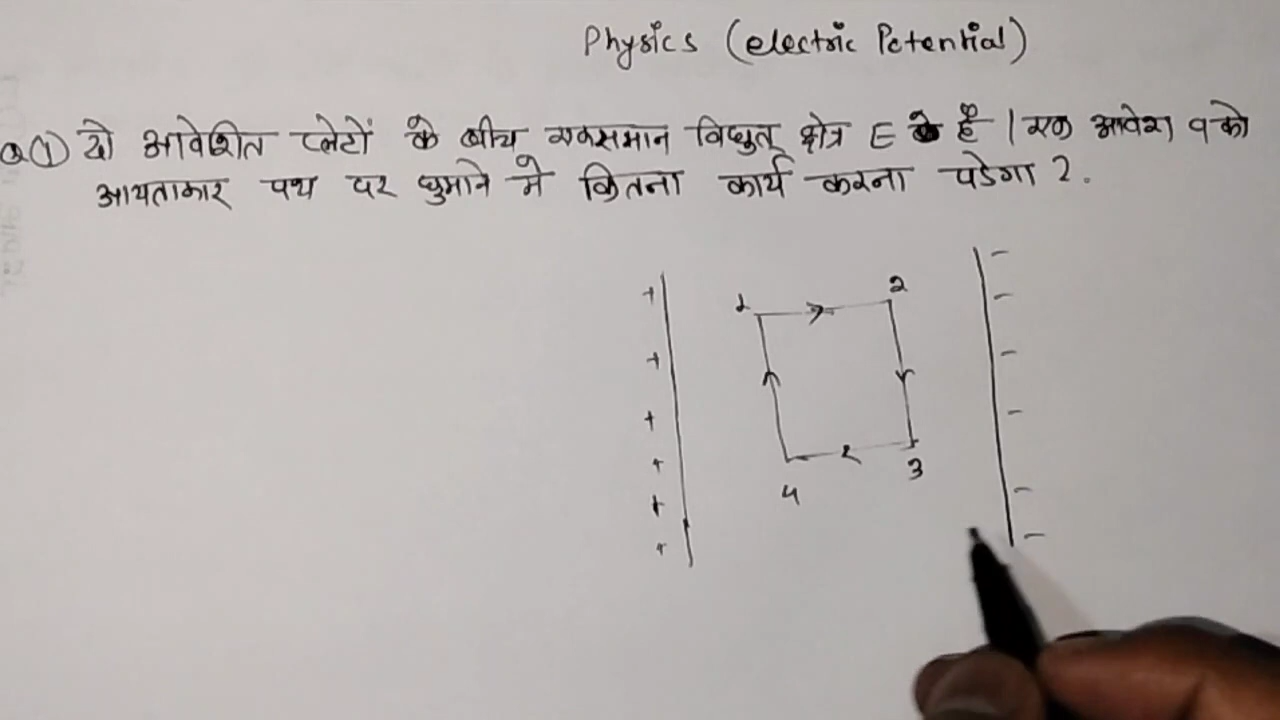 Physics (electric Potential)
Q ① दो आवेशित प्लेटों के बीच एकसमान विधुत् क्षेत्र E है । एक आवेश q को
आयताकार पथ पर घुमाने मे कितना कार्य करना पडेगा ?.
1 2
3
4
+ + + + + +
- - - - - -